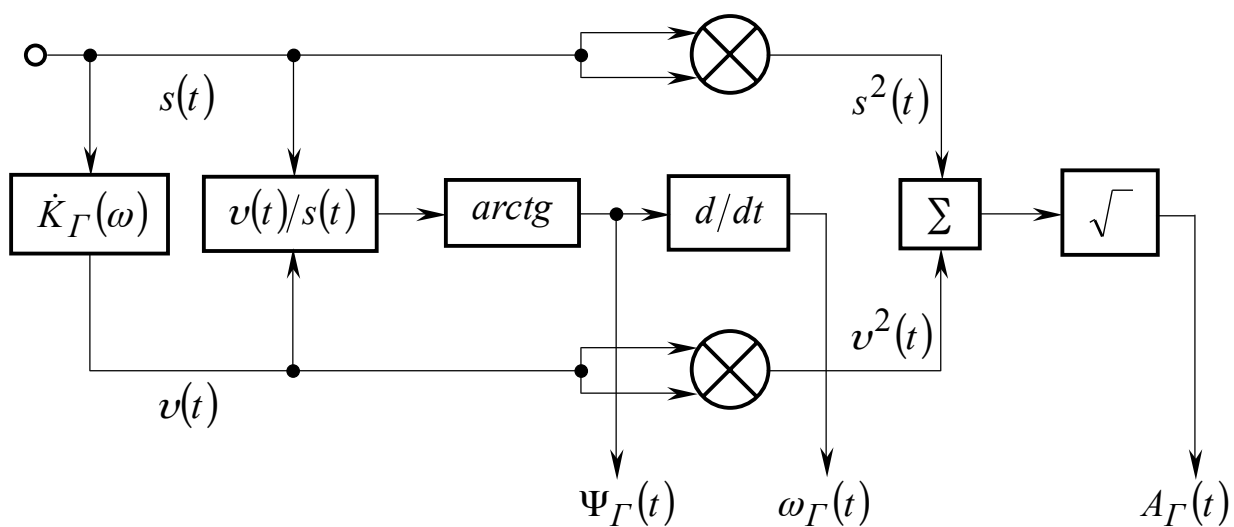 s(t)
s²(t)
K̇_Γ(ω)
υ(t)/s(t)
arctg
d/dt
Σ
√
υ²(t)
υ(t)
Ψ_Γ(t)
ω_Γ(t)
A_Γ(t)